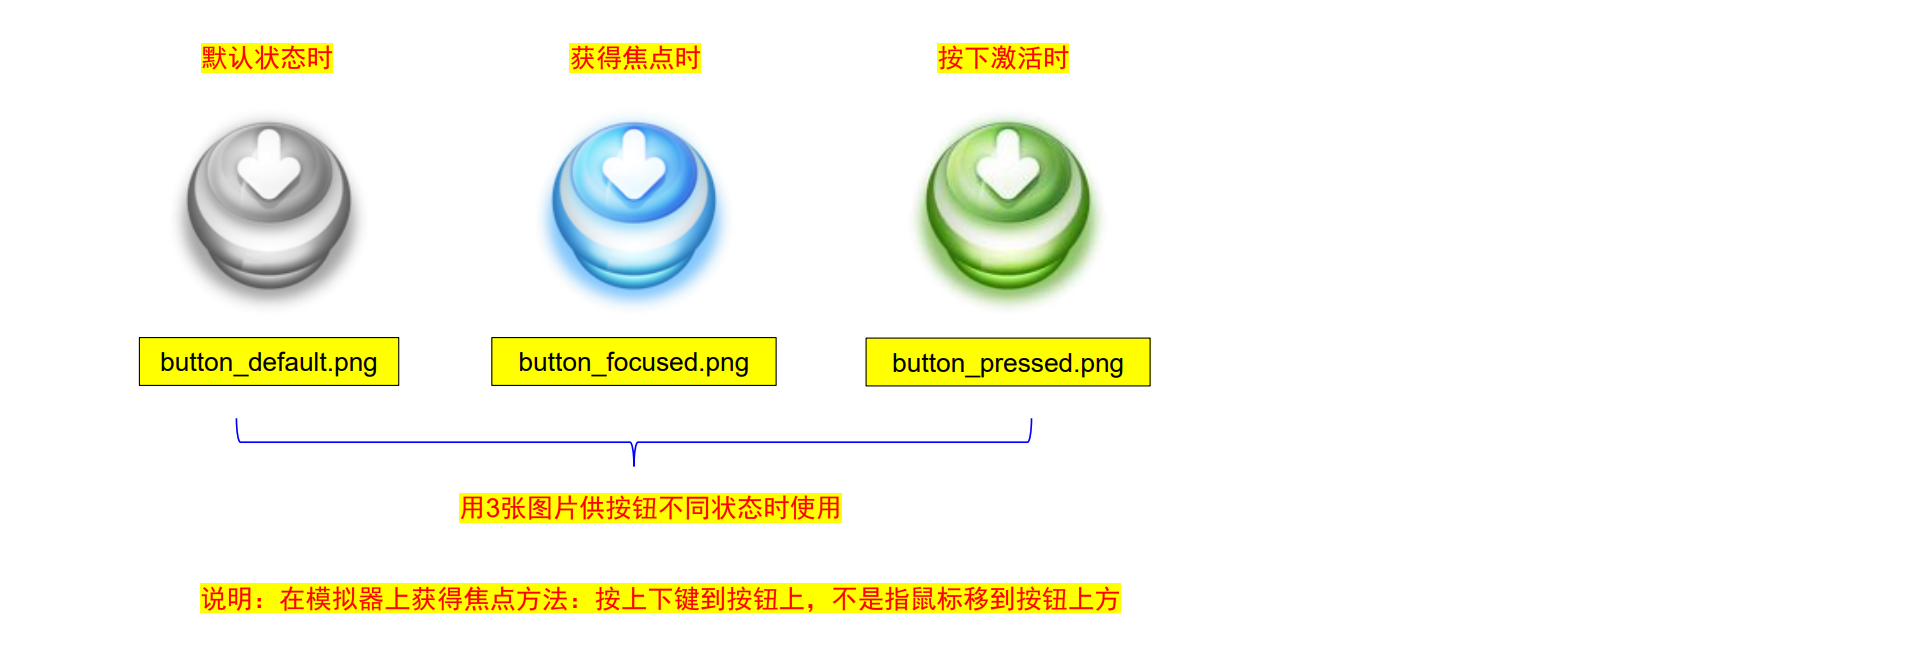 默认状态时 获得焦点时 按下激活时
button_default.png button_focused.png button_pressed.png
用3张图片供按钮不同状态时使用
说明：在模拟器上获得焦点方法：按上下键到按钮上，不是指鼠标移到按钮上方